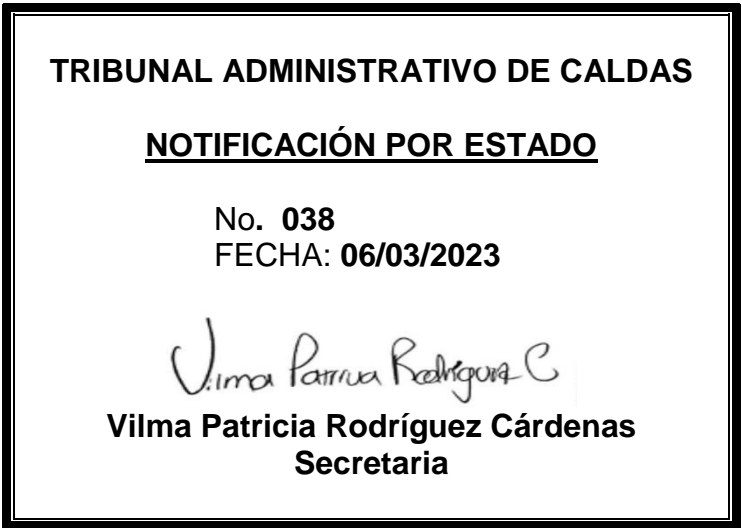 TRIBUNAL ADMINISTRATIVO DE CALDAS
NOTIFICACIÓN POR ESTADO
No. 038
FECHA: 06/03/2023
Vilma Patricia Rodríguez C
Vilma Patricia Rodríguez Cárdenas
Secretaria